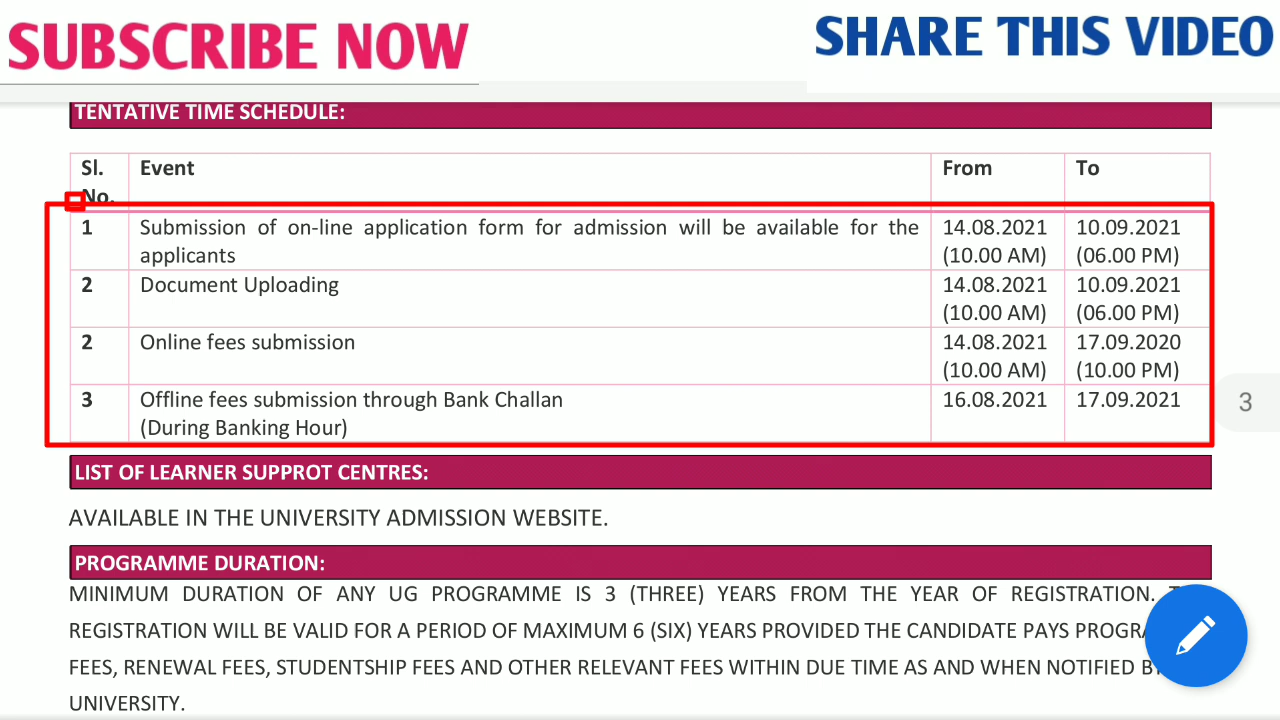 SUBSCRIBE NOW
SHARE THIS VIDEO
TENTATIVE TIME SCHEDULE:
Sl. Event From To
No.
1 Submission of on-line application form for admission will be available for the 14.08.2021 10.09.2021
applicants (10.00 AM) (06.00 PM)
2 Document Uploading 14.08.2021 10.09.2021
(10.00 AM) (06.00 PM)
2 Online fees submission 14.08.2021 17.09.2020
(10.00 AM) (10.00 PM)
3 Offline fees submission through Bank Challan 16.08.2021 17.09.2021
(During Banking Hour)
3
LIST OF LEARNER SUPPROT CENTRES:
AVAILABLE IN THE UNIVERSITY ADMISSION WEBSITE.
PROGRAMME DURATION:
MINIMUM DURATION OF ANY UG PROGRAMME IS 3 (THREE) YEARS FROM THE YEAR OF REGISTRATION.
REGISTRATION WILL BE VALID FOR A PERIOD OF MAXIMUM 6 (SIX) YEARS PROVIDED THE CANDIDATE PAYS
FEES, RENEWAL FEES, STUDENTSHIP FEES AND OTHER RELEVANT FEES WITHIN DUE TIME AS AND WHEN NOTIFIED
UNIVERSITY.